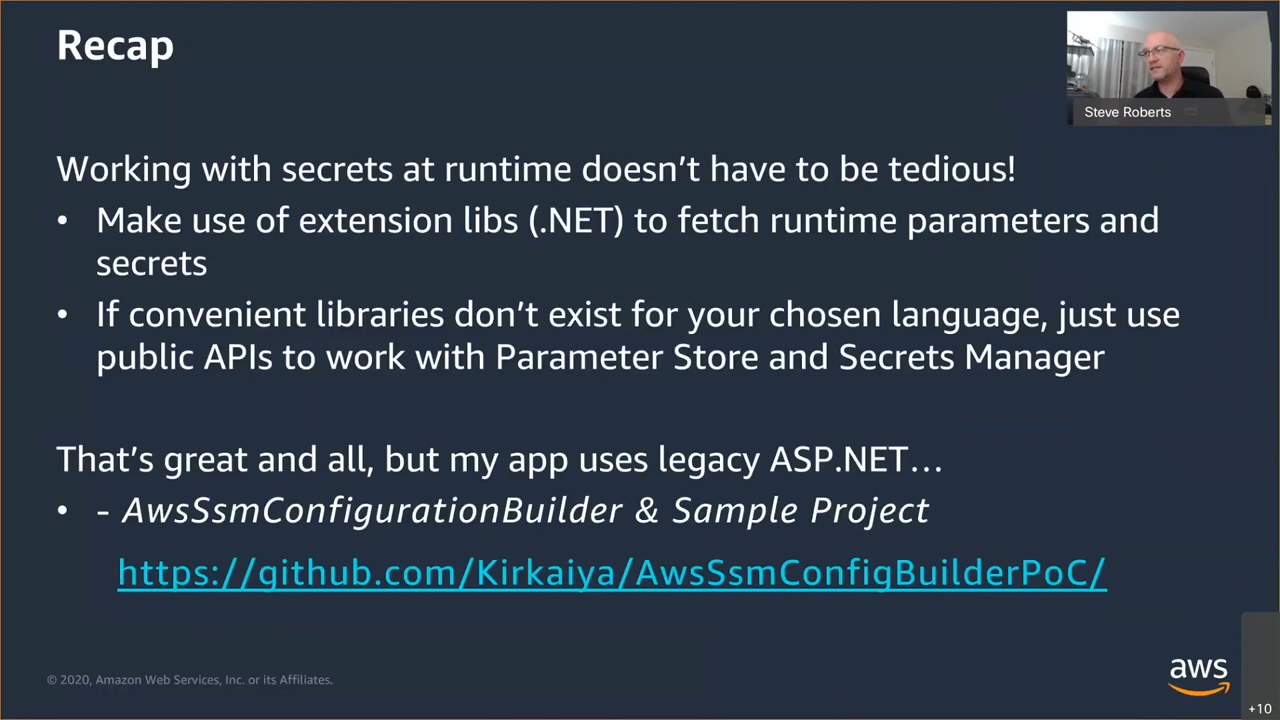 Recap
Steve Roberts
Working with secrets at runtime doesn't have to be tedious!
• Make use of extension libs (.NET) to fetch runtime parameters and
secrets
• If convenient libraries don't exist for your chosen language, just use
public APIs to work with Parameter Store and Secrets Manager
That's great and all, but my app uses legacy ASP.NET...
• - AwsSsmConfigurationBuilder & Sample Project
https://github.com/Kirkaiya/AwsSsmConfigBuilderPoC/
© 2020, Amazon Web Services, Inc. or its Affiliates.
aws
+10